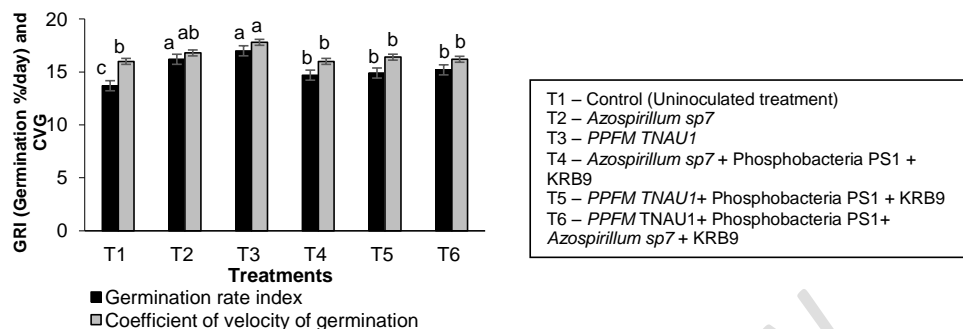 GRI (Germination %/day) and
CVG
20
15
10
5
0
c b
a ab
a a
b b
b b
b b
T1 T2 T3 T4 T5 T6
Treatments
Germination rate index
Coefficient of velocity of germination
T1 – Control (Uninoculated treatment)
T2 – Azospirillum sp7
T3 – PPFM TNAU1
T4 – Azospirillum sp7 + Phosphobacteria PS1 +
KRB9
T5 – PPFM TNAU1+ Phosphobacteria PS1 + KRB9
T6 – PPFM TNAU1+ Phosphobacteria PS1+
Azospirillum sp7 + KRB9